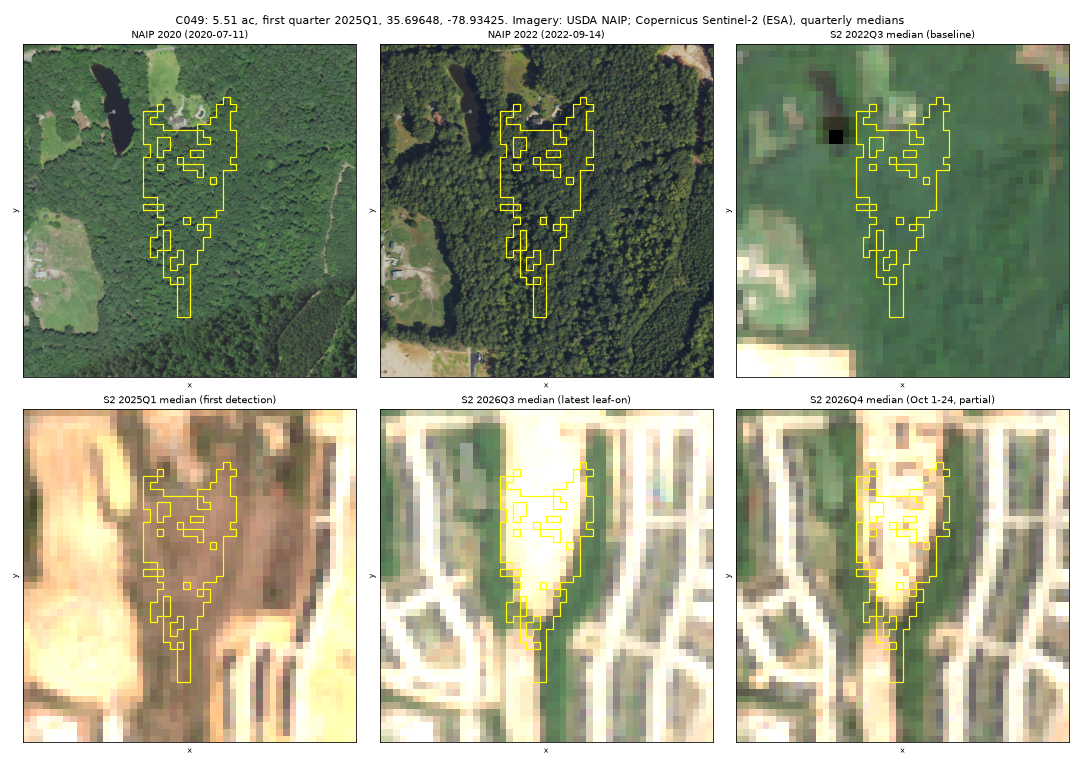 C049: 5.51 ac, first quarter 2025Q1, 35.69648, -78.93425. Imagery: USDA NAIP; Copernicus Sentinel-2 (ESA), quarterly medians
NAIP 2020 (2020-07-11)
NAIP 2022 (2022-09-14)
S2 2022Q3 median (baseline)
y
y
y
x
x
x
S2 2025Q1 median (first detection)
S2 2026Q3 median (latest leaf-on)
S2 2026Q4 median (Oct 1-24, partial)
y
y
y
x
x
x